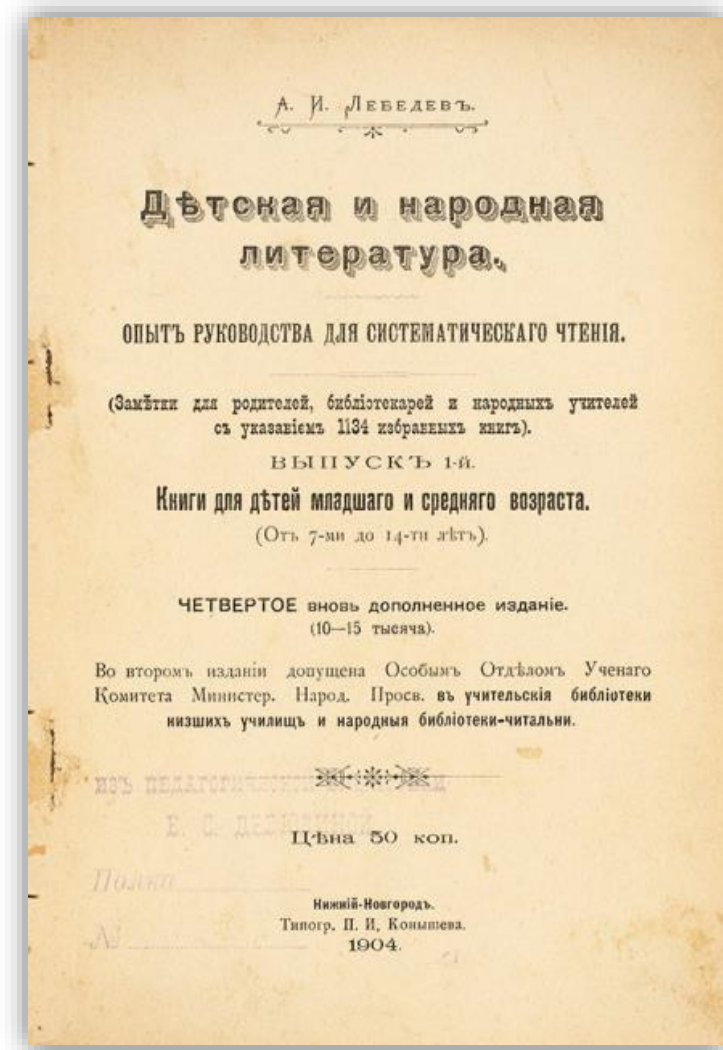 А. И. Лебедевъ.
Дѣтская и народная
литература.
ОПЫТЪ РУКОВОДСТВА ДЛЯ СИСТЕМАТИЧЕСКАГО ЧТЕНІЯ.
(Замѣтки для родителей, библіотекарей и народныхъ учителей
съ указаніемъ 1134 избранныхъ книгъ).
ВЫПУСКЪ 1-й.
Книги для дѣтей младшаго и средняго возраста.
(Отъ 7-ми до 14-ти лѣтъ).
ЧЕТВЕРТОЕ вновь дополненное изданіе.
(10—15 тысяча).
Во второмъ изданіи допущена Особымъ Отдѣломъ Ученаго
Комитета Министер. Народ. Просв. въ учительскія библіотеки
низшихъ училищъ и народныя библіотеки-читальни.
ИЗЪ
Цѣна 50 коп.
Полка
№
Нижній-Новгородъ.
Типогр. П. И. Конышева.
1904.